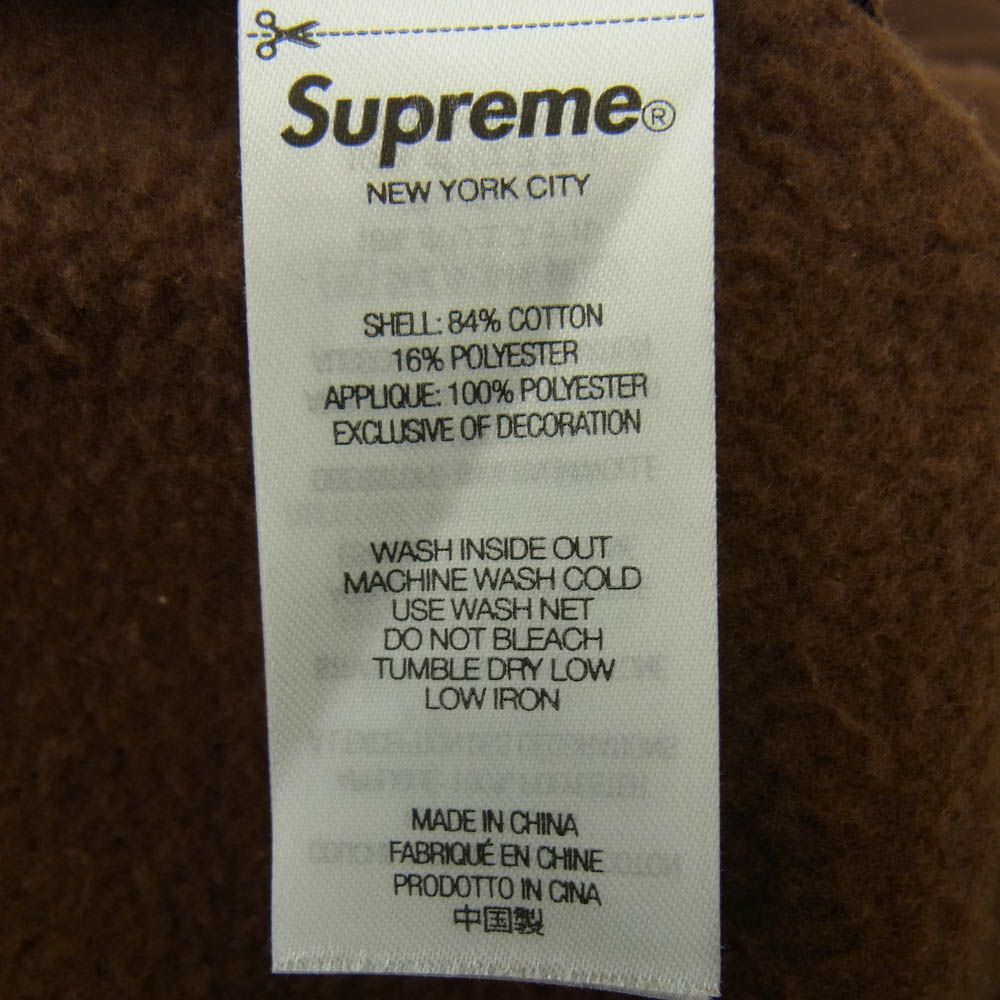 Supreme®
NEW YORK CITY
SHELL: 84% COTTON
16% POLYESTER
APPLIQUE: 100% POLYESTER
EXCLUSIVE OF DECORATION
WASH INSIDE OUT
MACHINE WASH COLD
USE WASH NET
DO NOT BLEACH
TUMBLE DRY LOW
LOW IRON
MADE IN CHINA
FABRIQUÉ EN CHINE
PRODOTTO IN CINA
中国製